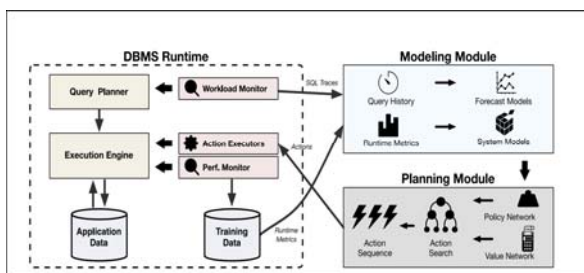 DBMS Runtime
Query Planner
Workload Monitor
Execution Engine
Action Executors
Perf. Monitor
Application
Data
Training
Data
SQL Traces
Actions
Runtime
Metrics
Modeling Module
Query History
Forecast Models
Runtime Metrics
System Models
Planning Module
Policy Network
Action
Sequence
Action
Search
Value Network